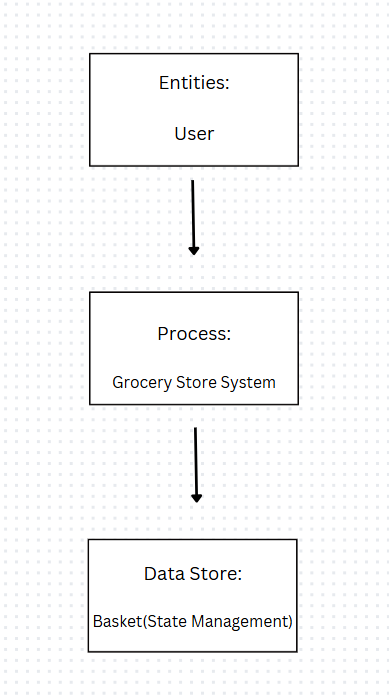 Entities:
User
Process:
Grocery Store System
Data Store:
Basket(State Management)